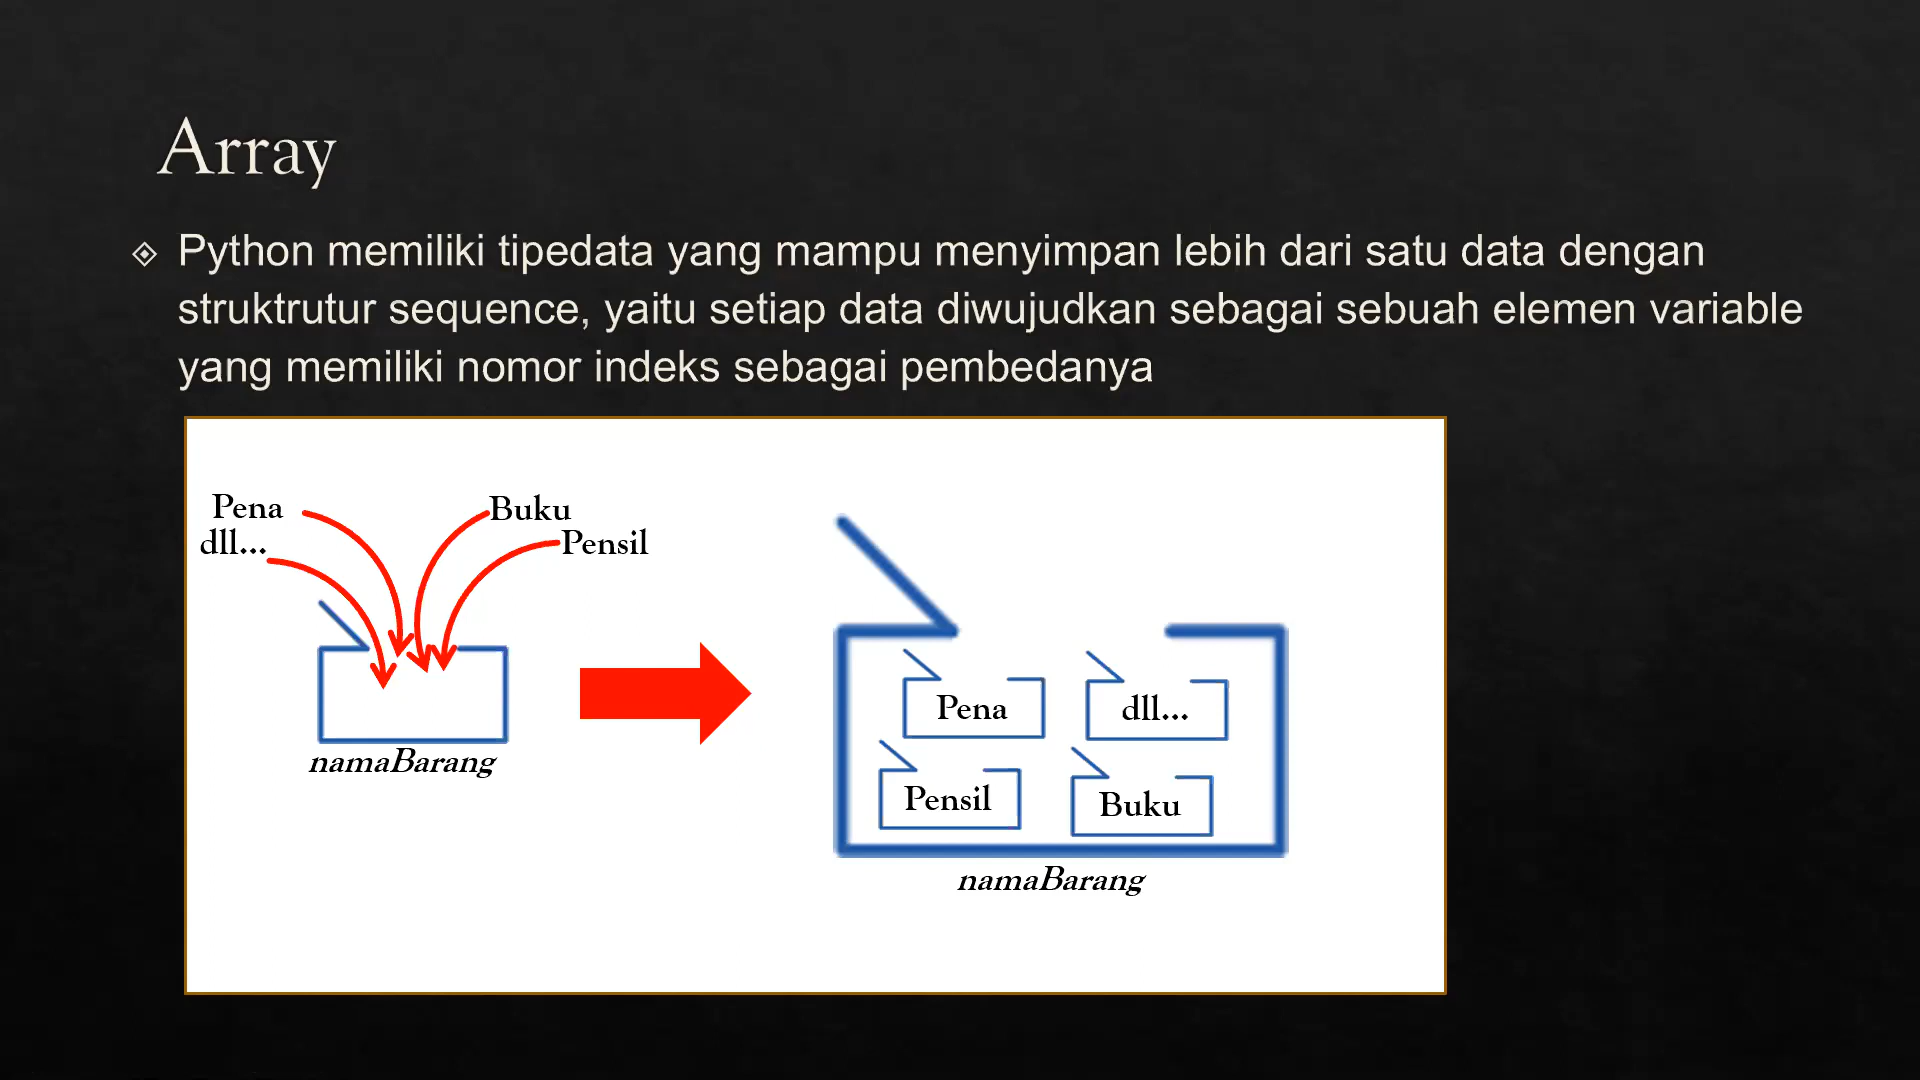 Array
Python memiliki tipedata yang mampu menyimpan lebih dari satu data dengan
struktrutur sequence, yaitu setiap data diwujudkan sebagai sebuah elemen variable
yang memiliki nomor indeks sebagai pembedanya
Pena
Buku
dll...
Pensil
namaBarang
Pena
dll...
Pensil
Buku
namaBarang